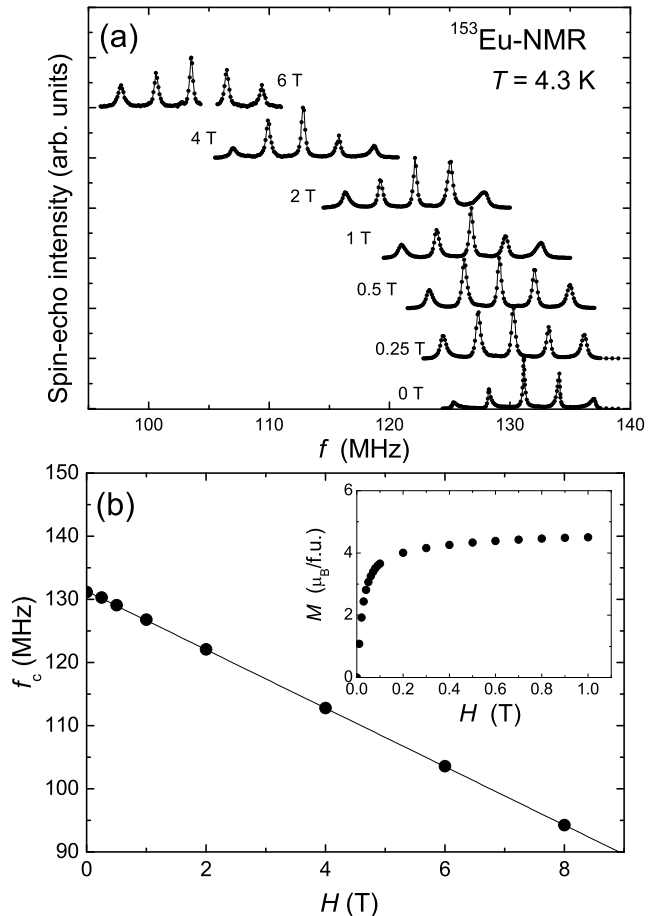 (a)
¹⁵³Eu-NMR
T = 4.3 K
6 T
4 T
2 T
1 T
0.5 T
0.25 T
0 T
Spin-echo intensity (arb. units)
100 110 120 130 140
f (MHz)
(b)
150
140
130
120
110
100
90
f_c (MHz)
0 2 4 6 8
H (T)
6
4
2
0
M (μ_B/f.u.)
0.0 0.2 0.4 0.6 0.8 1.0
H (T)